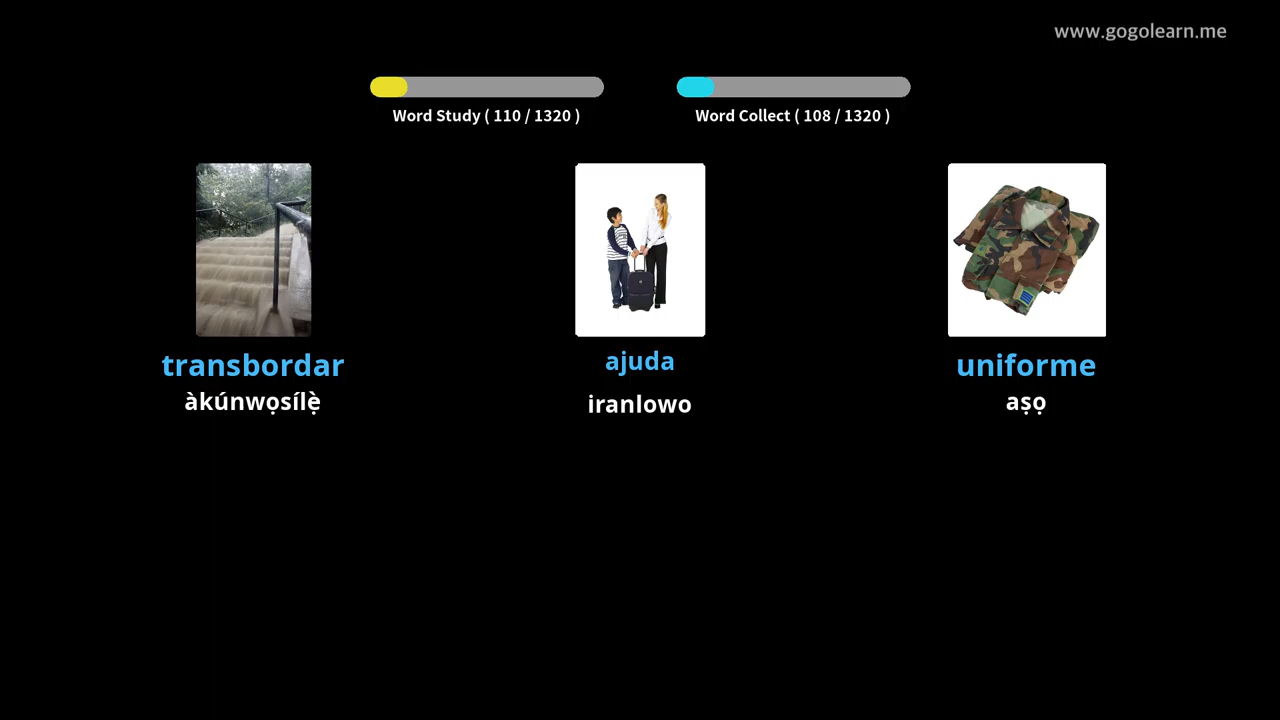 www.gogolearn.me
Word Study ( 110 / 1320 )
Word Collect ( 108 / 1320 )
transbordar
àkúnwọsílẹ̀
ajuda
iranlowo
uniforme
aṣọ